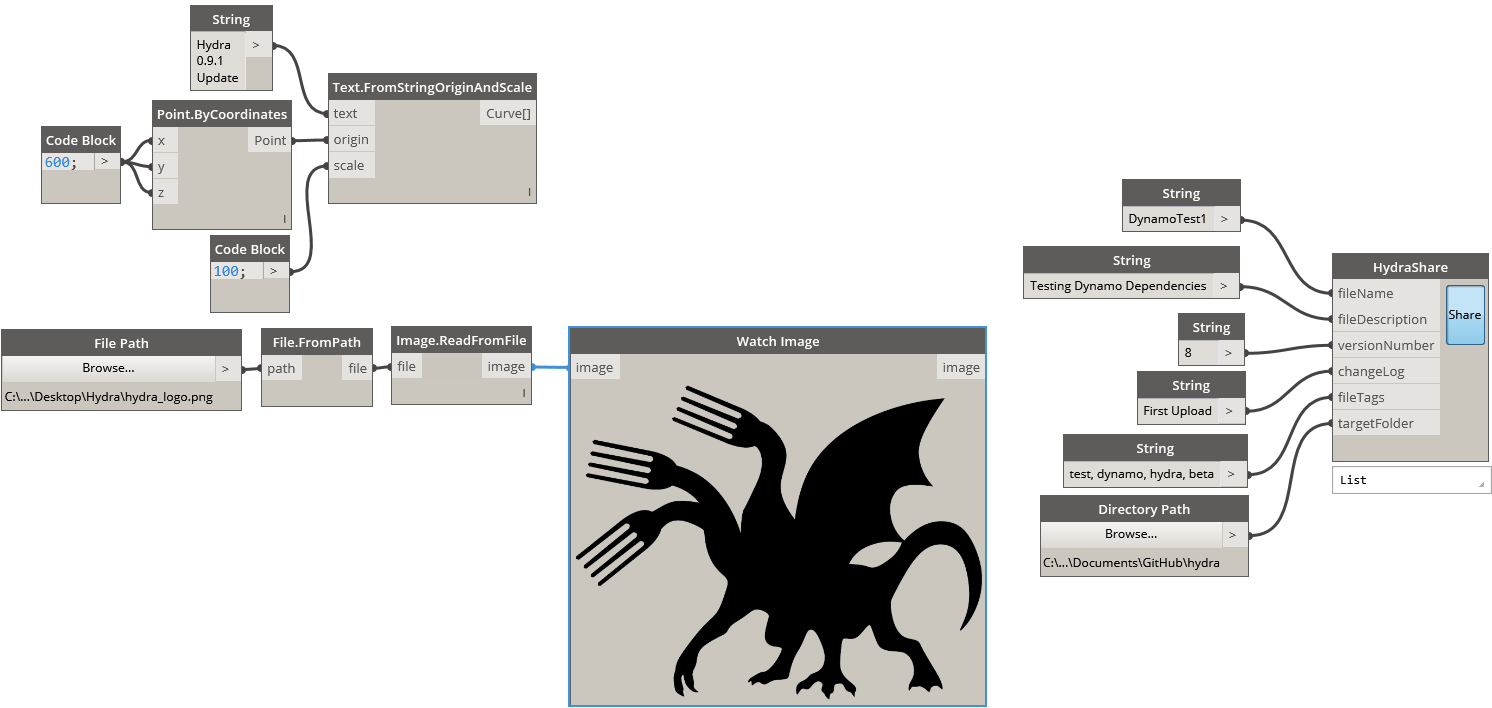 String
Hydra
0.9.1
Update
>
Text.FromStringOriginAndScale
text
origin
scale
Curve[]
I
Point.ByCoordinates
x
y
z
Point
I
Code Block
600;
>
Code Block
100;
>
File Path
Browse...
>
C:\...\Desktop\Hydra\hydra_logo.png
File.FromPath
path
file
Image.ReadFromFile
file
image
I
Watch Image
image
image
String
DynamoTest1
>
String
Testing Dynamo Dependencies
>
String
8
>
String
First Upload
>
String
test, dynamo, hydra, beta
>
Directory Path
Browse...
>
C:\...\Documents\GitHub\hydra
HydraShare
fileName
fileDescription
versionNumber
changeLog
fileTags
targetFolder
Share
List